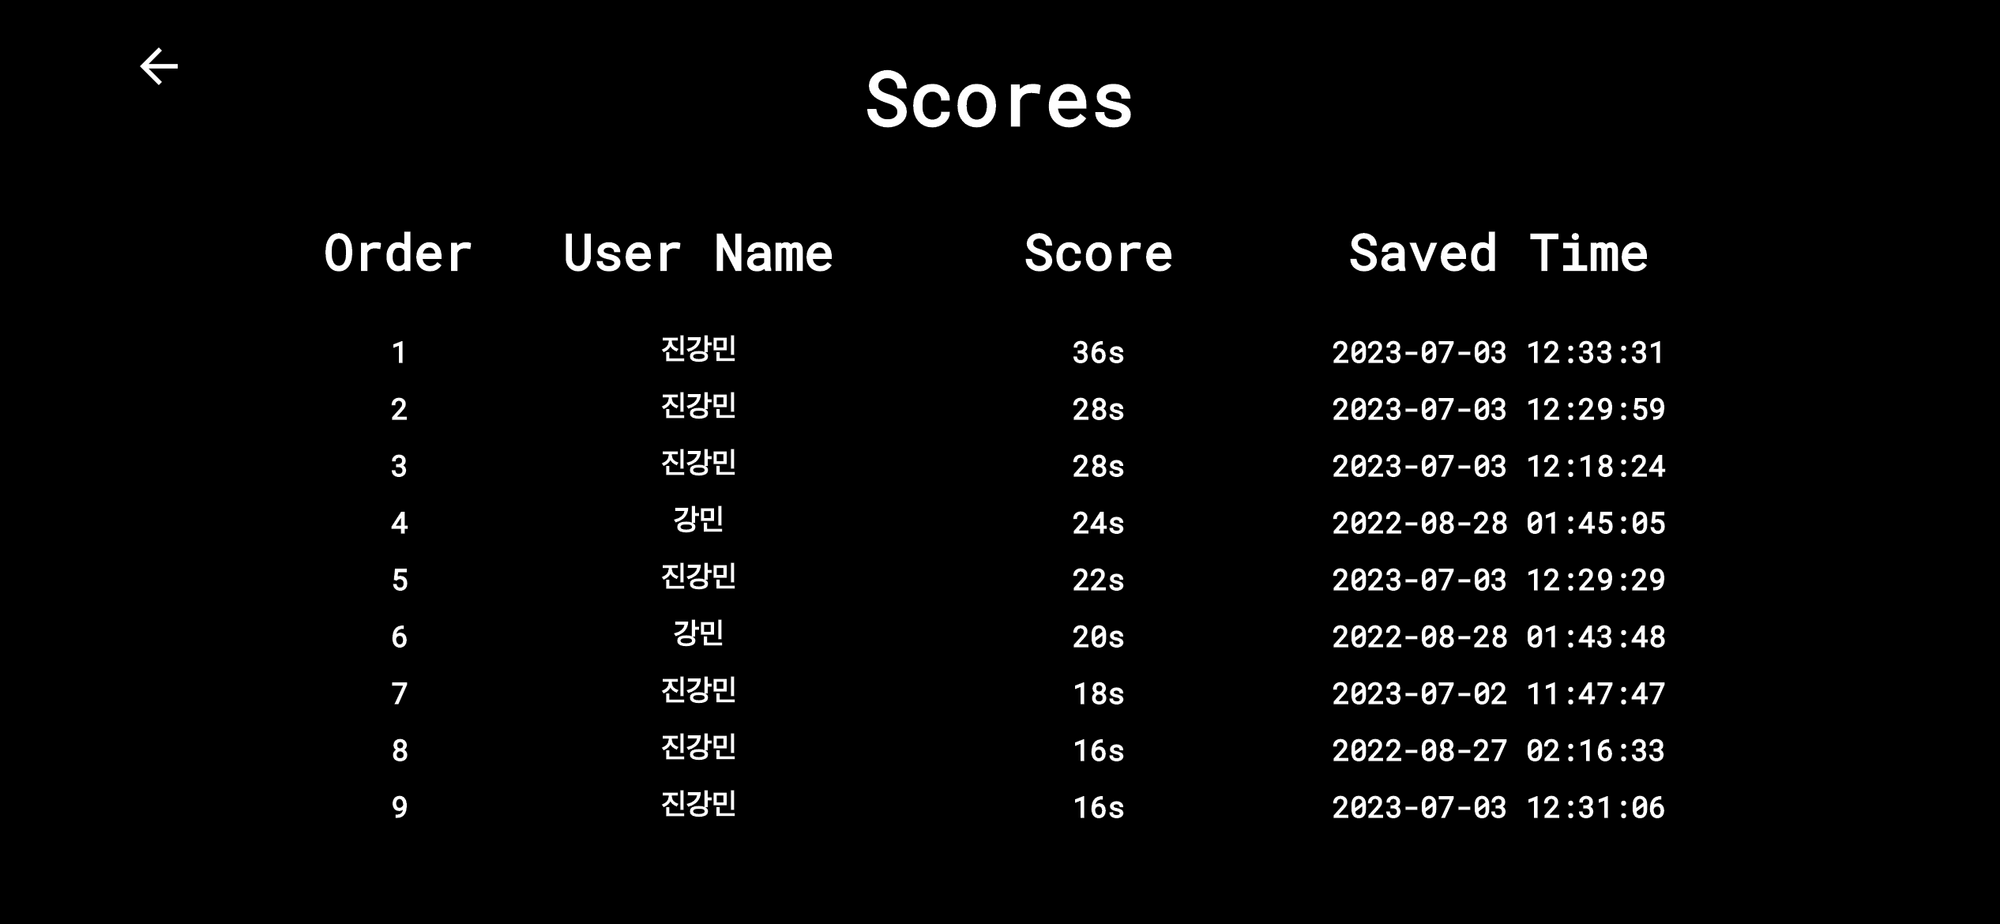 Scores
Order User Name Score Saved Time
1 진강민 36s 2023-07-03 12:33:31
2 진강민 28s 2023-07-03 12:29:59
3 진강민 28s 2023-07-03 12:18:24
4 강민 24s 2022-08-28 01:45:05
5 진강민 22s 2023-07-03 12:29:29
6 강민 20s 2022-08-28 01:43:48
7 진강민 18s 2023-07-02 11:47:47
8 진강민 16s 2022-08-27 02:16:33
9 진강민 16s 2023-07-03 12:31:06